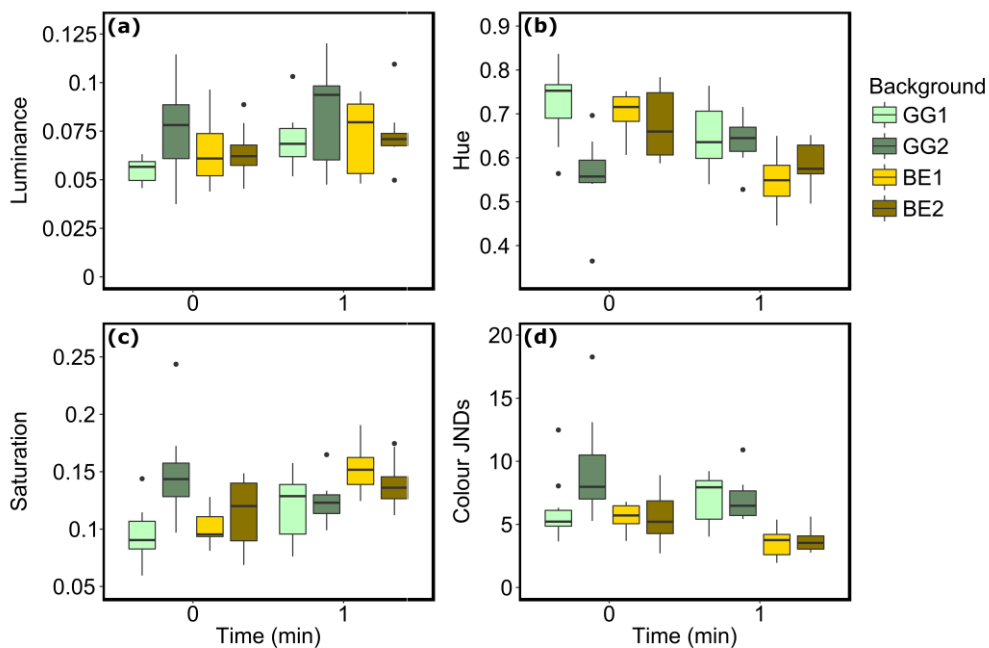 (a)
Luminance
0.125
0.1
0.075
0.05
0.025
0
0
1
(b)
Hue
0.9
0.8
0.7
0.6
0.5
0.4
0
1
Background
GG1
GG2
BE1
BE2
(c)
Saturation
0.25
0.2
0.15
0.1
0.05
0
1
Time (min)
(d)
Colour JNDs
20
15
10
5
0
0
1
Time (min)